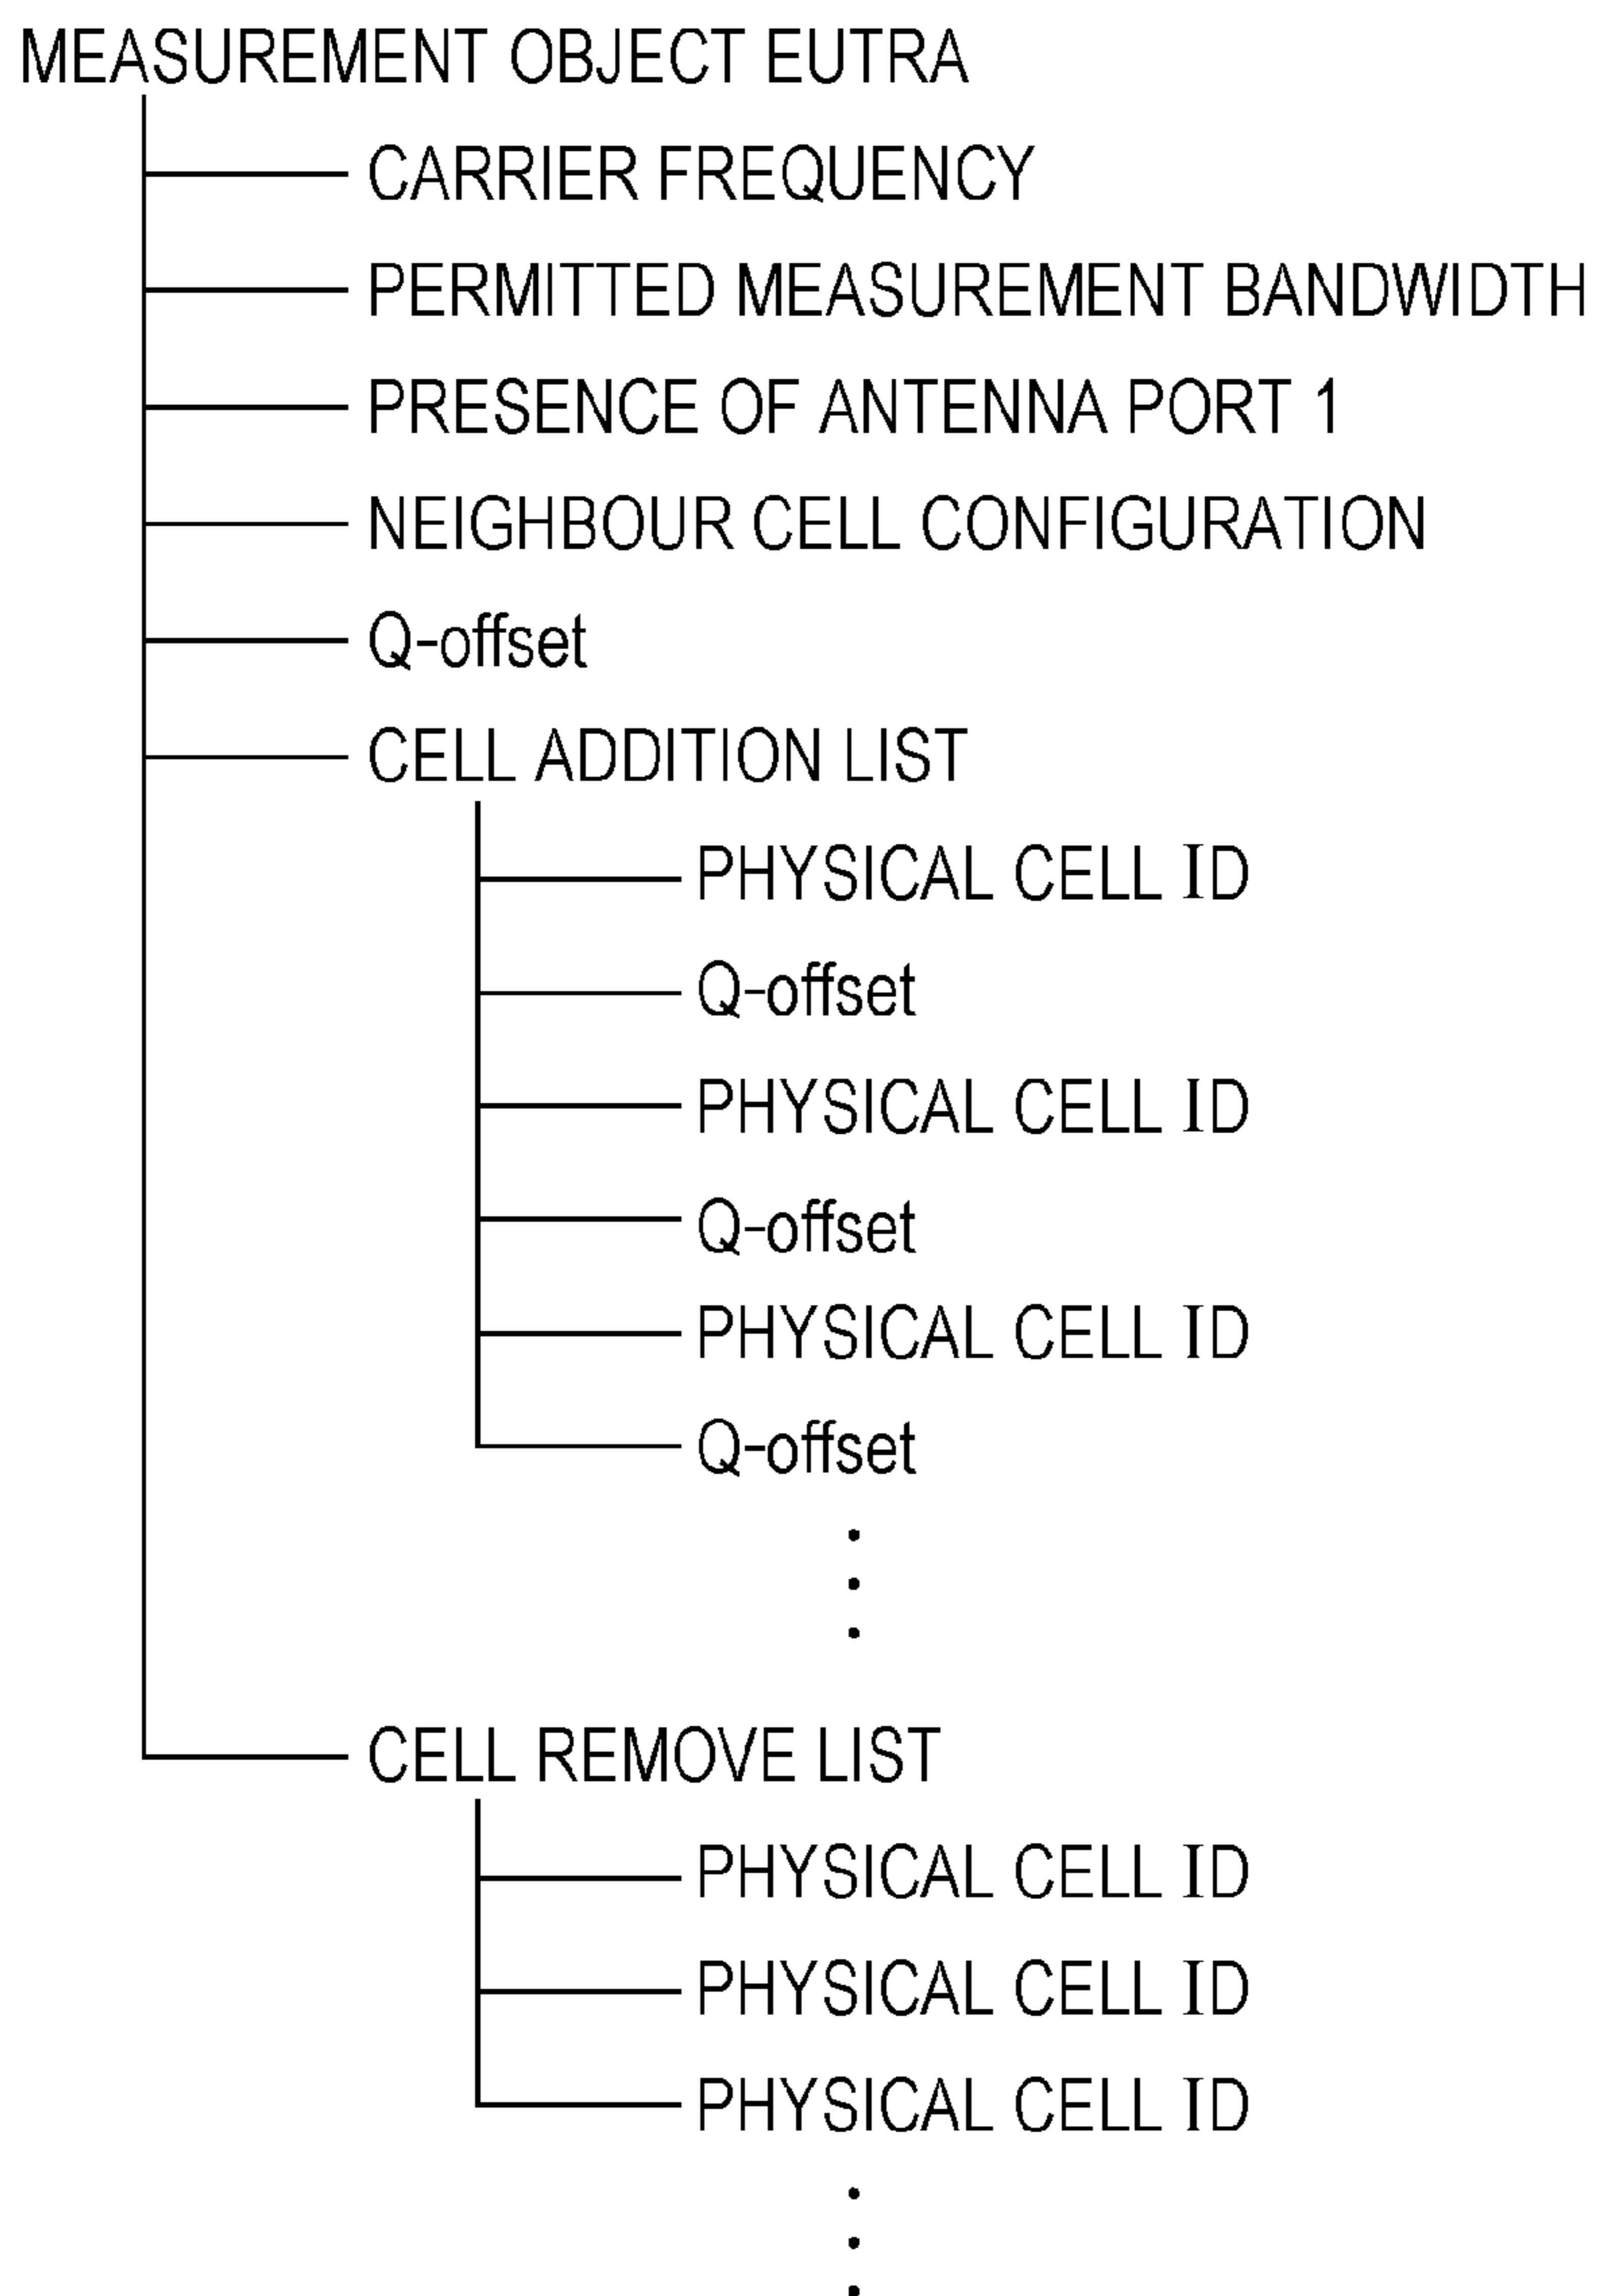 MEASUREMENT OBJECT EUTRA
CARRIER FREQUENCY
PERMITTED MEASUREMENT BANDWIDTH
PRESENCE OF ANTENNA PORT 1
NEIGHBOUR CELL CONFIGURATION
Q-offset
CELL ADDITION LIST
PHYSICAL CELL ID
Q-offset
PHYSICAL CELL ID
Q-offset
PHYSICAL CELL ID
Q-offset
CELL REMOVE LIST
PHYSICAL CELL ID
PHYSICAL CELL ID
PHYSICAL CELL ID